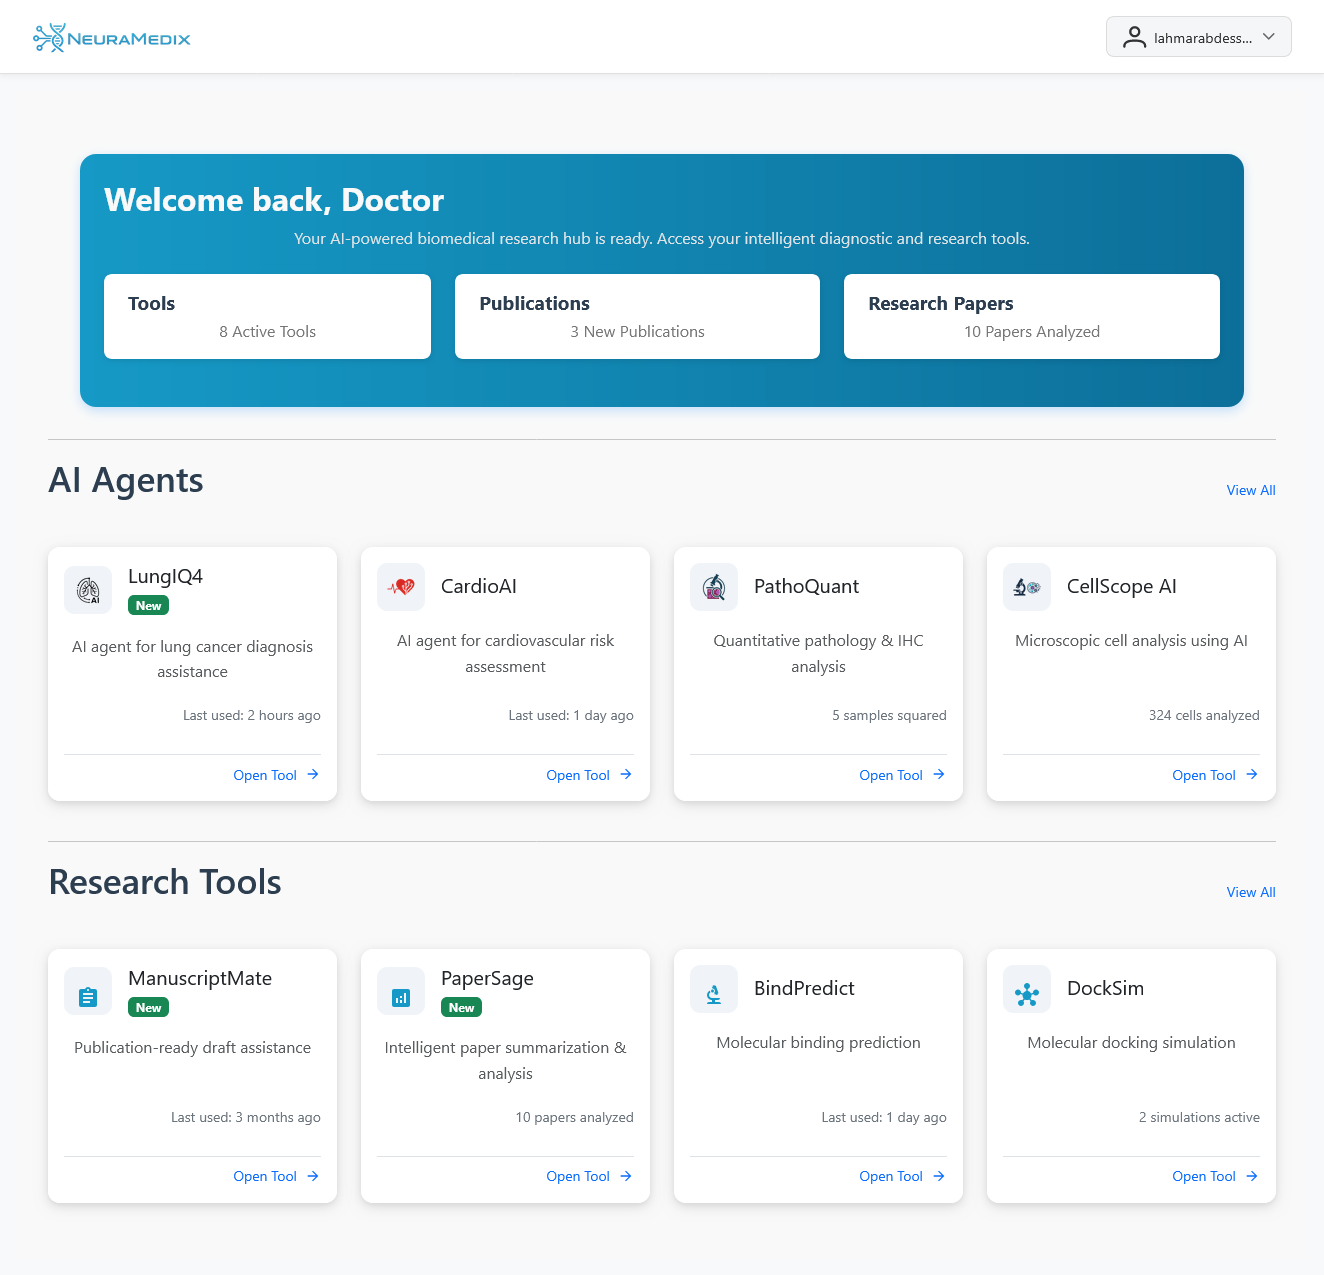 NEURAMEDIX
lahmarabdess...
Welcome back, Doctor
Your AI-powered biomedical research hub is ready. Access your intelligent diagnostic and research tools.
Tools
8 Active Tools
Publications
3 New Publications
Research Papers
10 Papers Analyzed
AI Agents
View All
LungIQ4
New
AI agent for lung cancer diagnosis
assistance
Last used: 2 hours ago
Open Tool
CardioAI
AI agent for cardiovascular risk
assessment
Last used: 1 day ago
Open Tool
PathoQuant
Quantitative pathology & IHC
analysis
5 samples squared
Open Tool
CellScope AI
Microscopic cell analysis using AI
324 cells analyzed
Open Tool
Research Tools
View All
ManuscriptMate
New
Publication-ready draft assistance
Last used: 3 months ago
Open Tool
PaperSage
New
Intelligent paper summarization &
analysis
10 papers analyzed
Open Tool
BindPredict
Molecular binding prediction
Last used: 1 day ago
Open Tool
DockSim
Molecular docking simulation
2 simulations active
Open Tool